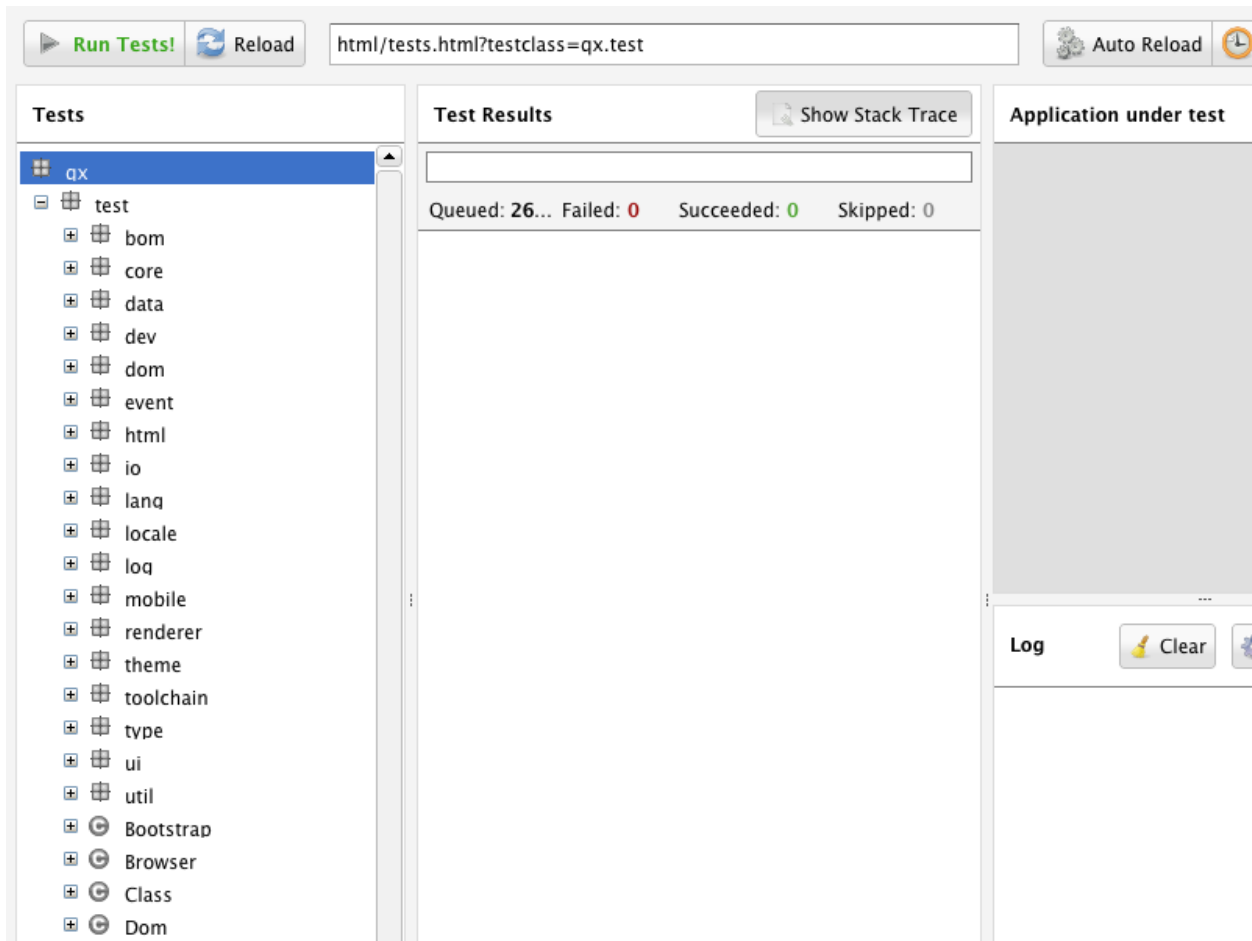 Run Tests! Reload html/tests.html?testclass=qx.test Auto Reload
Tests
qx
test
bom
core
data
dev
dom
event
html
io
lang
locale
log
mobile
renderer
theme
toolchain
type
ui
util
Bootstrap
Browser
Class
Dom
Test Results Show Stack Trace
Queued: 26... Failed: 0 Succeeded: 0 Skipped: 0
Application under test
Log Clear